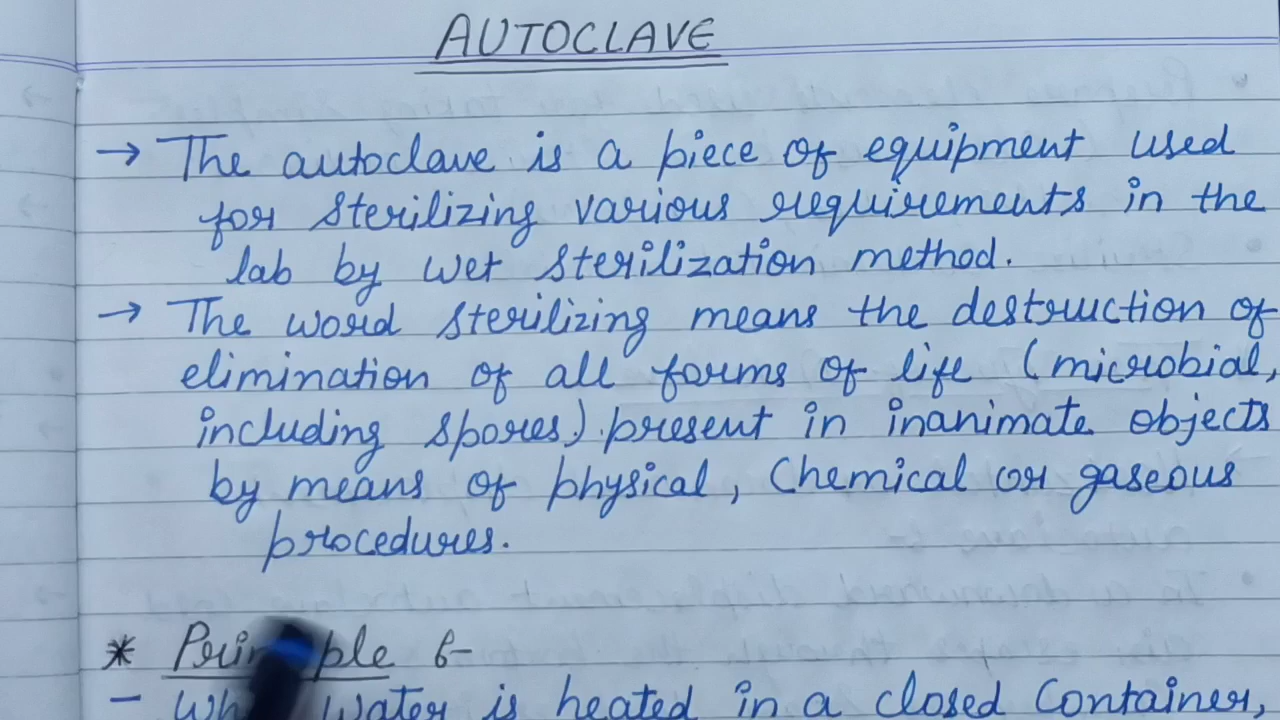 AUTOCLAVE
→ The autoclave is a piece of equipment used
for sterilizing various requirements in the
lab by wet sterilization method.
→ The word sterilizing means the destruction of
elimination of all forms of life (microbial,
including spores) present in inanimate objects
by means of physical, Chemical or gaseous
procedures.
* :-
- water is heated in a closed Container,